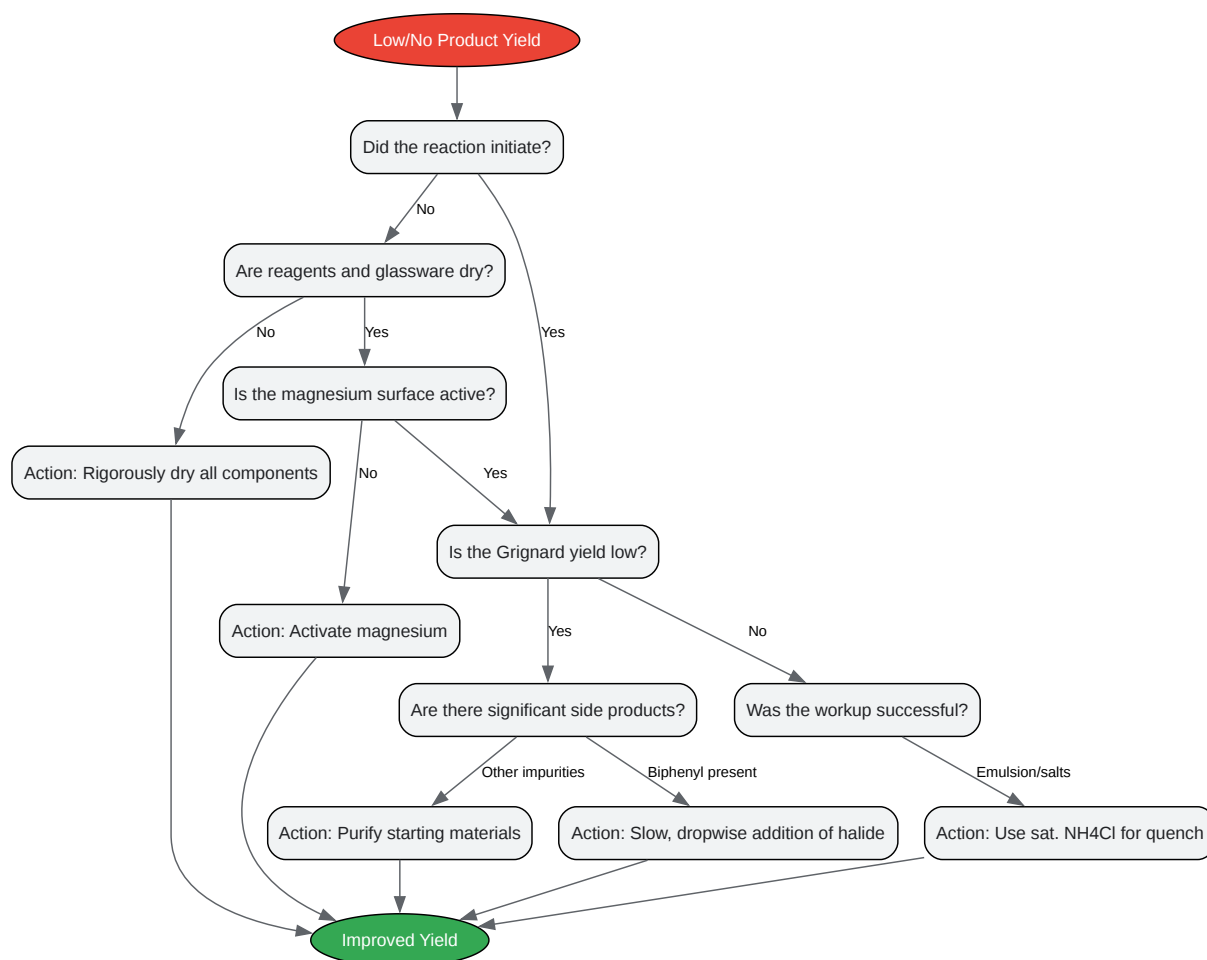 Low/No Product Yield
Did the reaction initiate?
No
Are reagents and glassware dry?
No
Yes
Yes
Is the magnesium surface active?
Action: Rigorously dry all components
No
Yes
Is the Grignard yield low?
Action: Activate magnesium
Yes
No
Are there significant side products?
Was the workup successful?
Other impurities
Biphenyl present
Emulsion/salts
Action: Purify starting materials
Action: Slow, dropwise addition of halide
Action: Use sat. NH4Cl for quench
Improved Yield